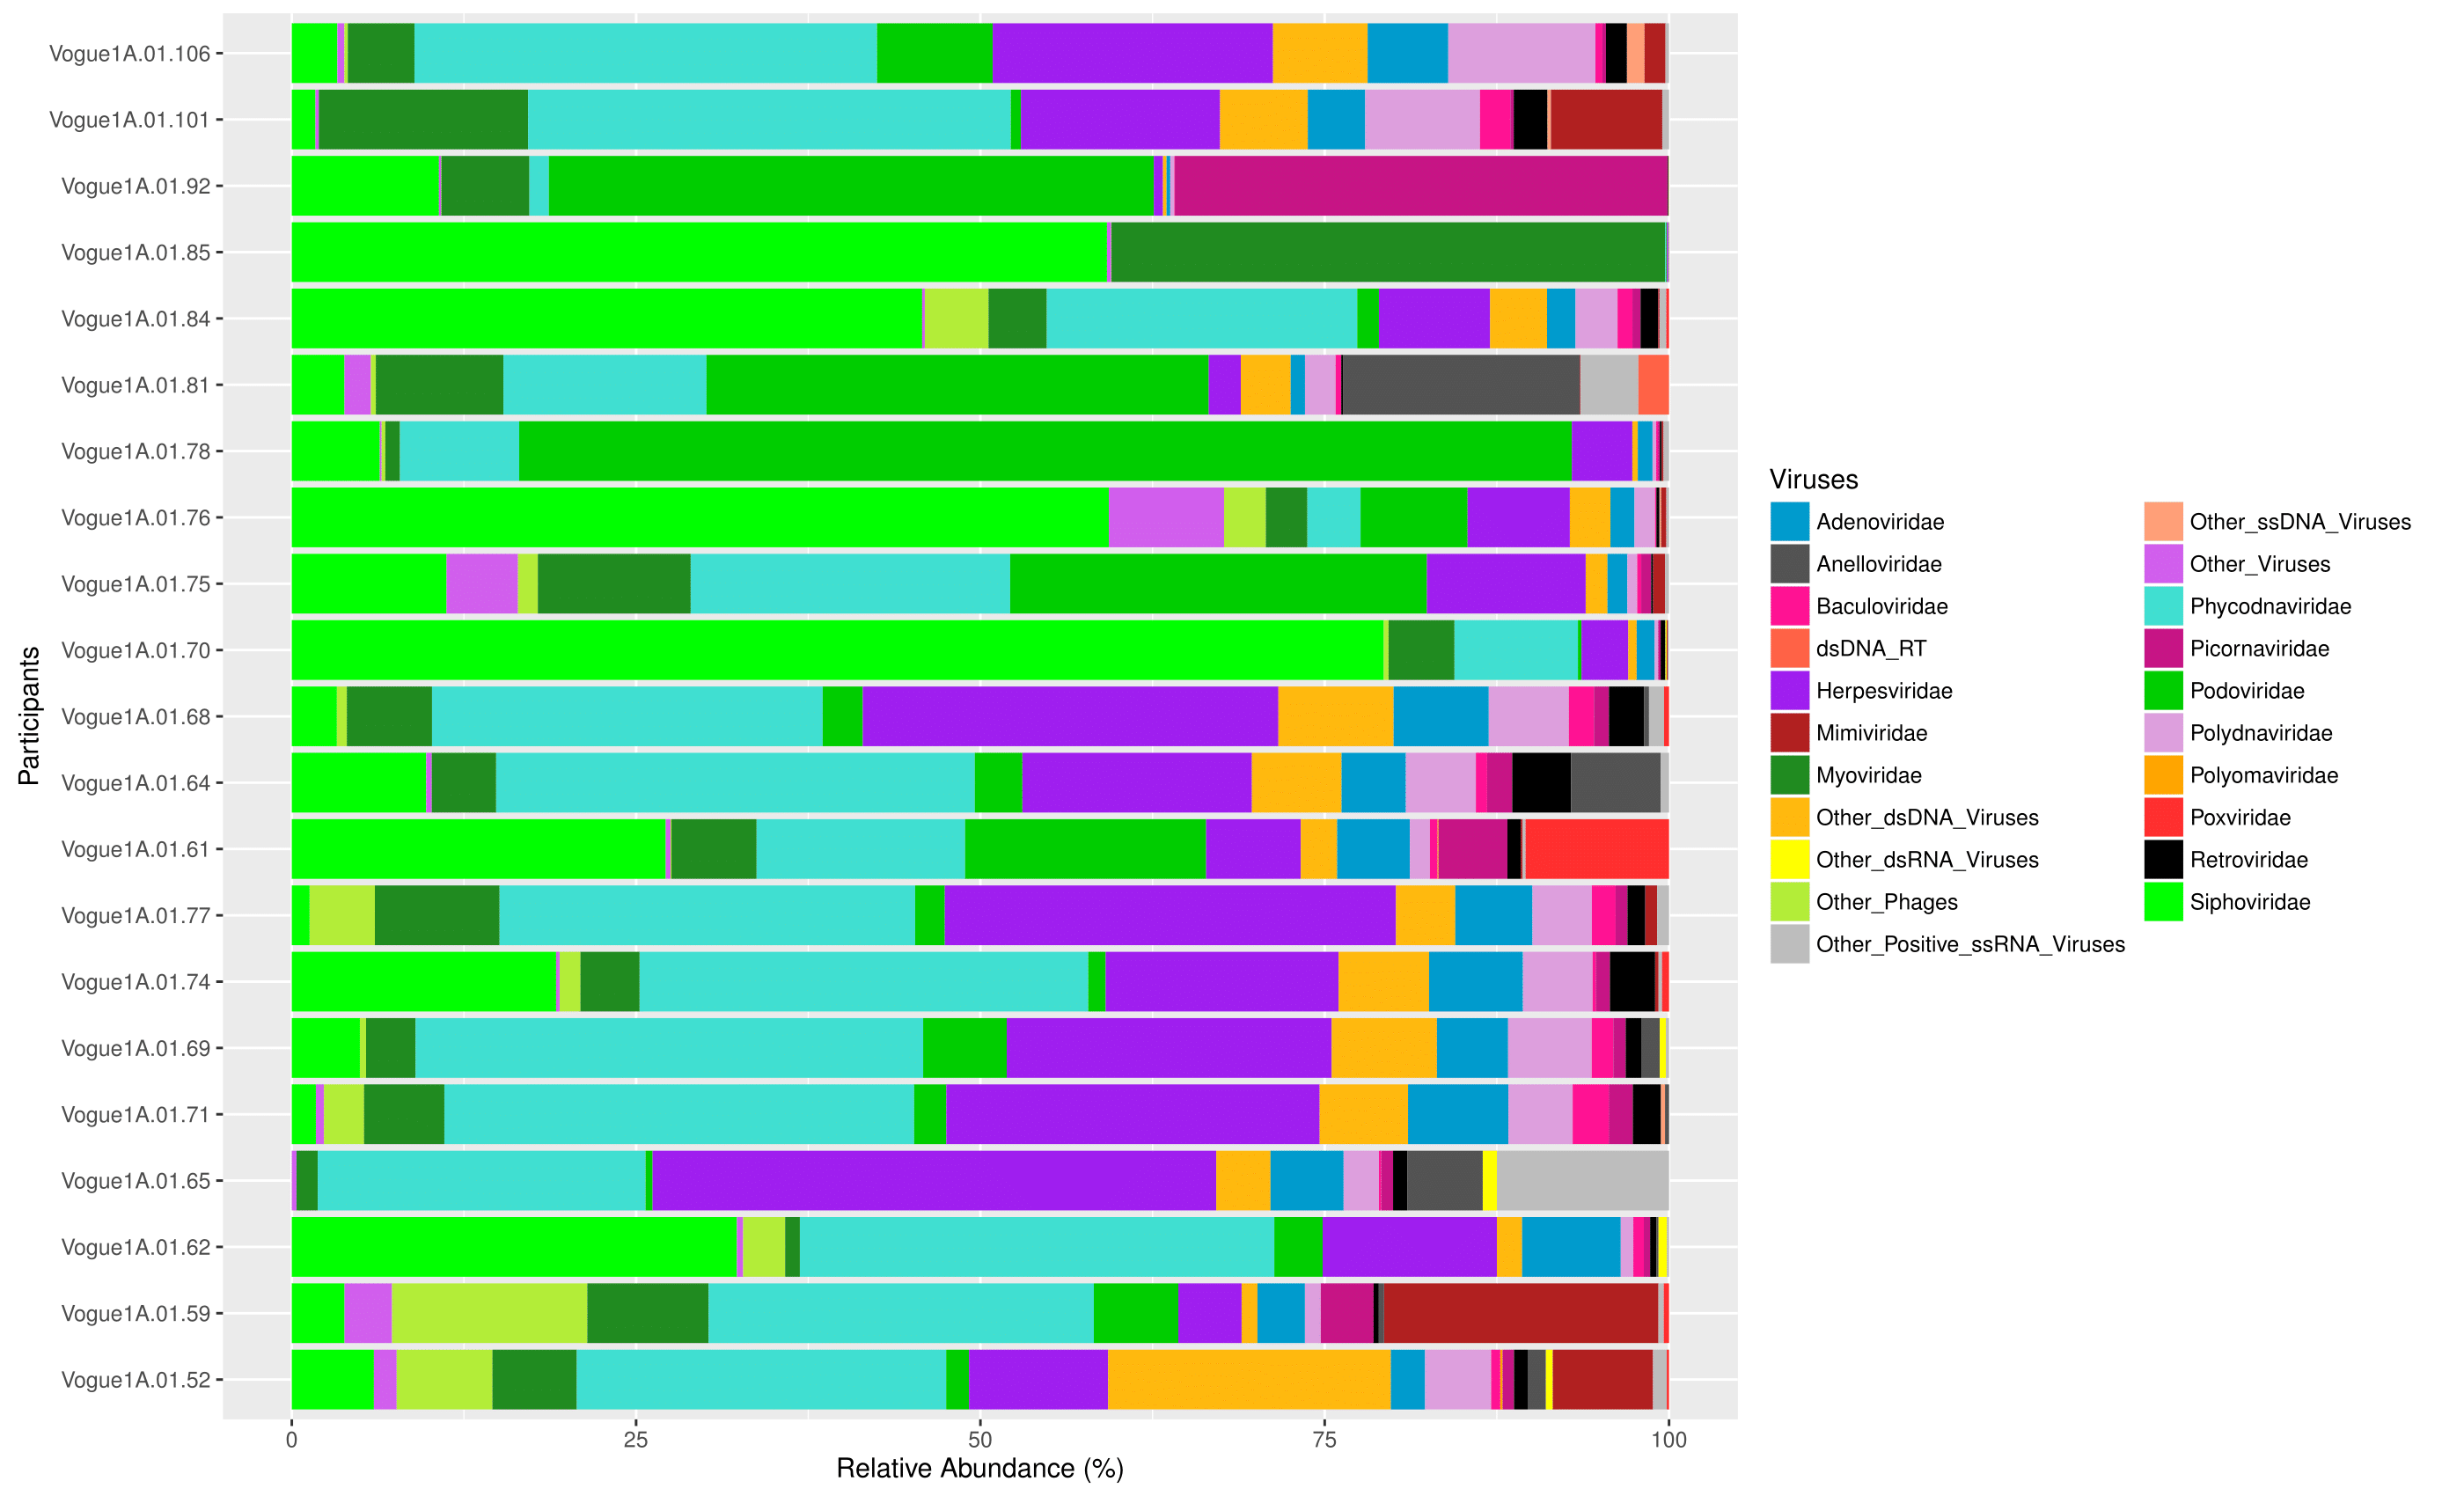 Participants
Vogue1A.01.106
Vogue1A.01.101
Vogue1A.01.92
Vogue1A.01.85
Vogue1A.01.84
Vogue1A.01.81
Vogue1A.01.78
Vogue1A.01.76
Vogue1A.01.75
Vogue1A.01.70
Vogue1A.01.68
Vogue1A.01.64
Vogue1A.01.61
Vogue1A.01.77
Vogue1A.01.74
Vogue1A.01.69
Vogue1A.01.71
Vogue1A.01.65
Vogue1A.01.62
Vogue1A.01.59
Vogue1A.01.52
0 25 50 75 100
Relative Abundance (%)
Viruses
Adenoviridae
Anelloviridae
Baculoviridae
dsDNA_RT
Herpesviridae
Mimiviridae
Myoviridae
Other_dsDNA_Viruses
Other_dsRNA_Viruses
Other_Phages
Other_Positive_ssRNA_Viruses
Other_ssDNA_Viruses
Other_Viruses
Phycodnaviridae
Picornaviridae
Podoviridae
Polydnaviridae
Polyomaviridae
Poxviridae
Retroviridae
Siphoviridae